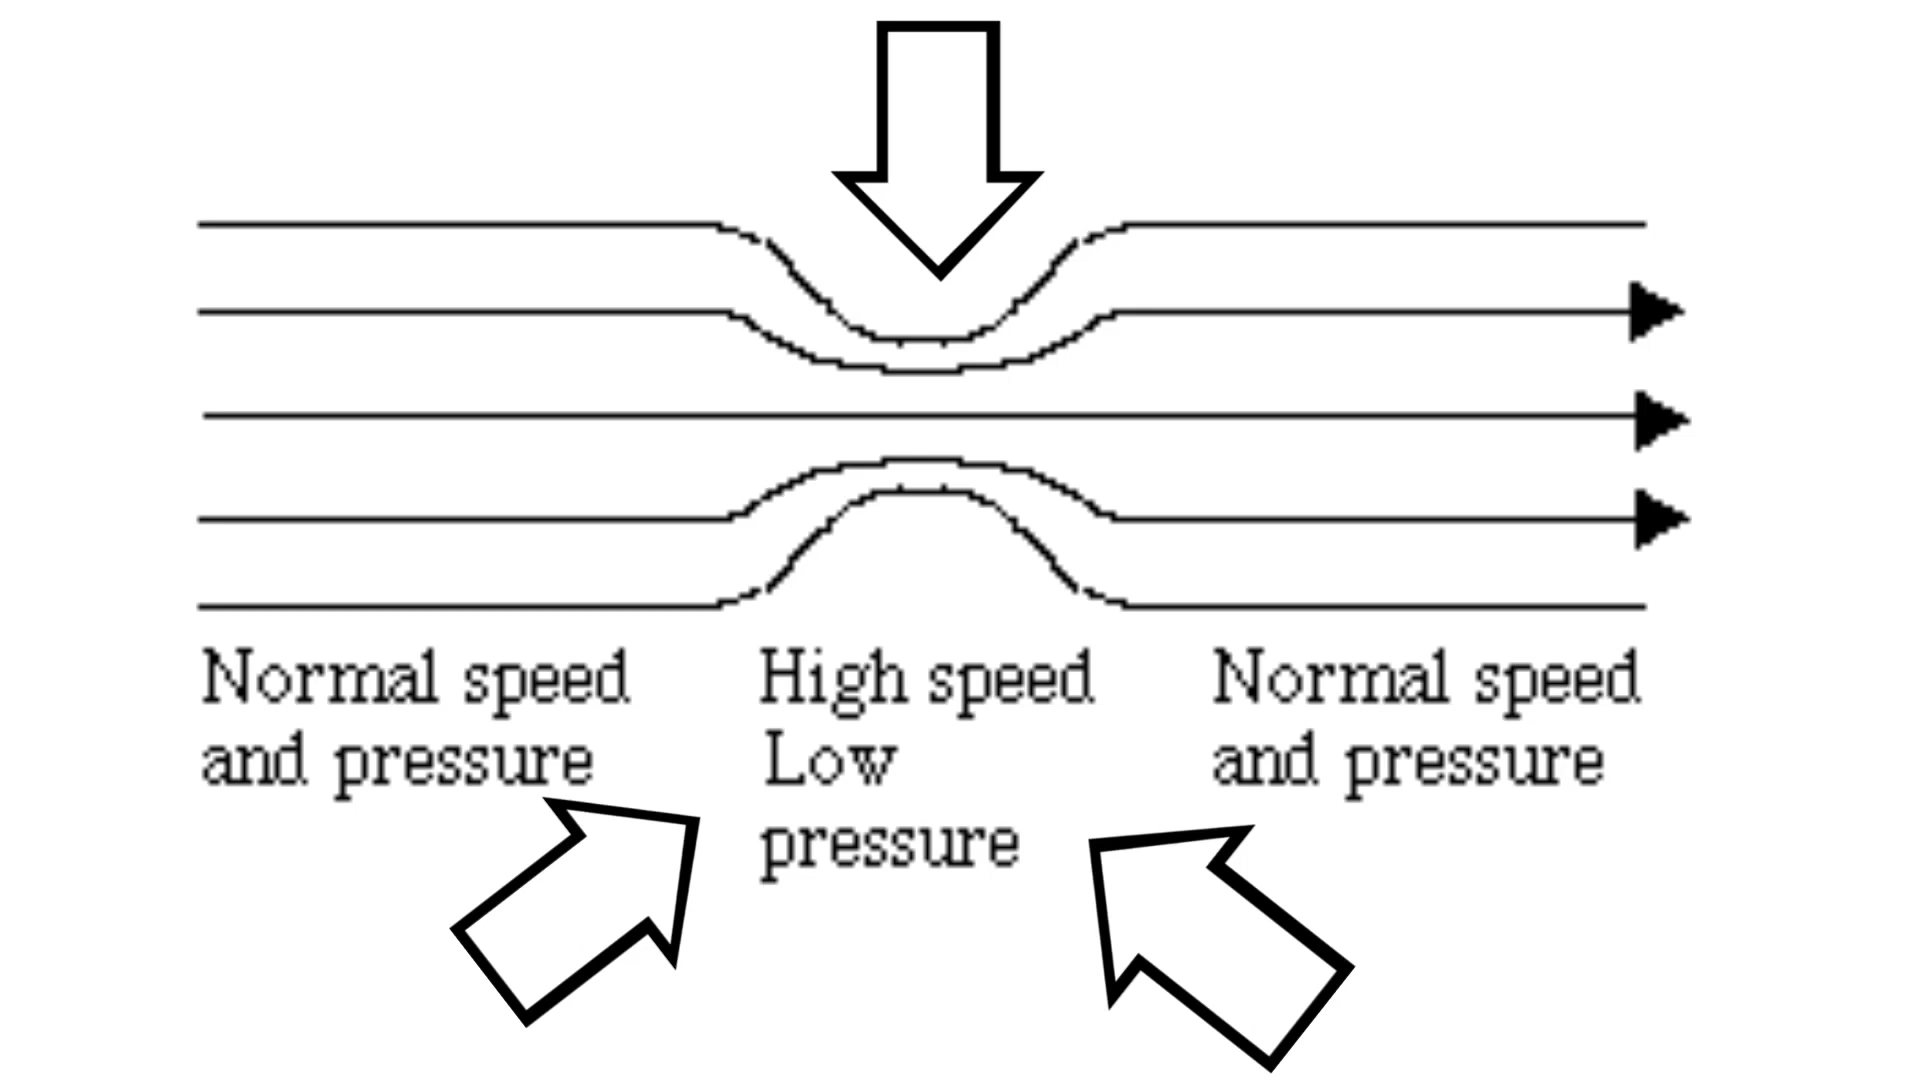 Normal speed
and pressure
High speed
Low
pressure
Normal speed
and pressure